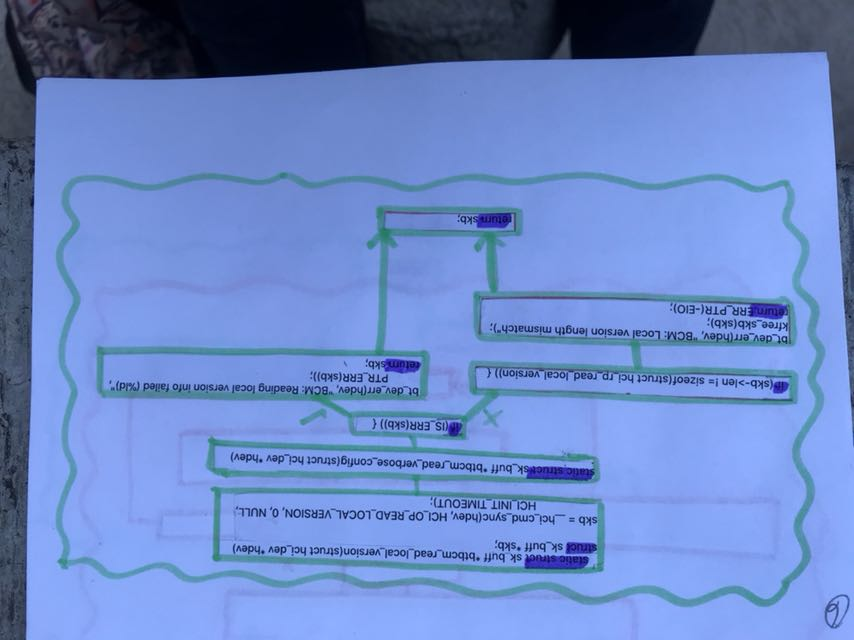 static struct sk_buff *btbcm_read_local_version(struct hci_dev *hdev)
struct sk_buff *skb;
skb = __hci_cmd_sync(hdev, HCI_OP_READ_LOCAL_VERSION, 0, NULL,
HCI_INIT_TIMEOUT);
static struct sk_buff *btbcm_read_verbose_config(struct hci_dev *hdev)
if (IS_ERR(skb)) {
if (skb->len != sizeof(struct hci_rp_read_local_version)) {
bt_dev_err(hdev, "BCM: Local version length mismatch");
kfree_skb(skb);
return ERR_PTR(-EIO);
bt_dev_err(hdev, "BCM: Reading local version info failed (%ld)",
PTR_ERR(skb));
return skb;
return skb;